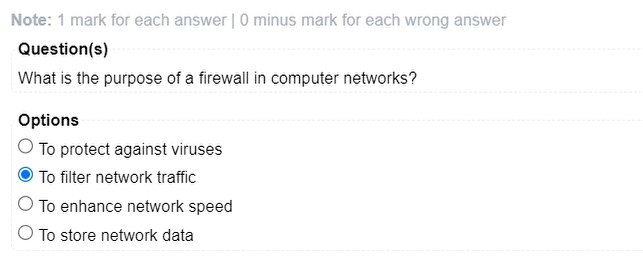 Note: 1 mark for each answer | 0 minus mark for each wrong answer
Question(s)
What is the purpose of a firewall in computer networks?
Options
To protect against viruses
To filter network traffic
To enhance network speed
To store network data